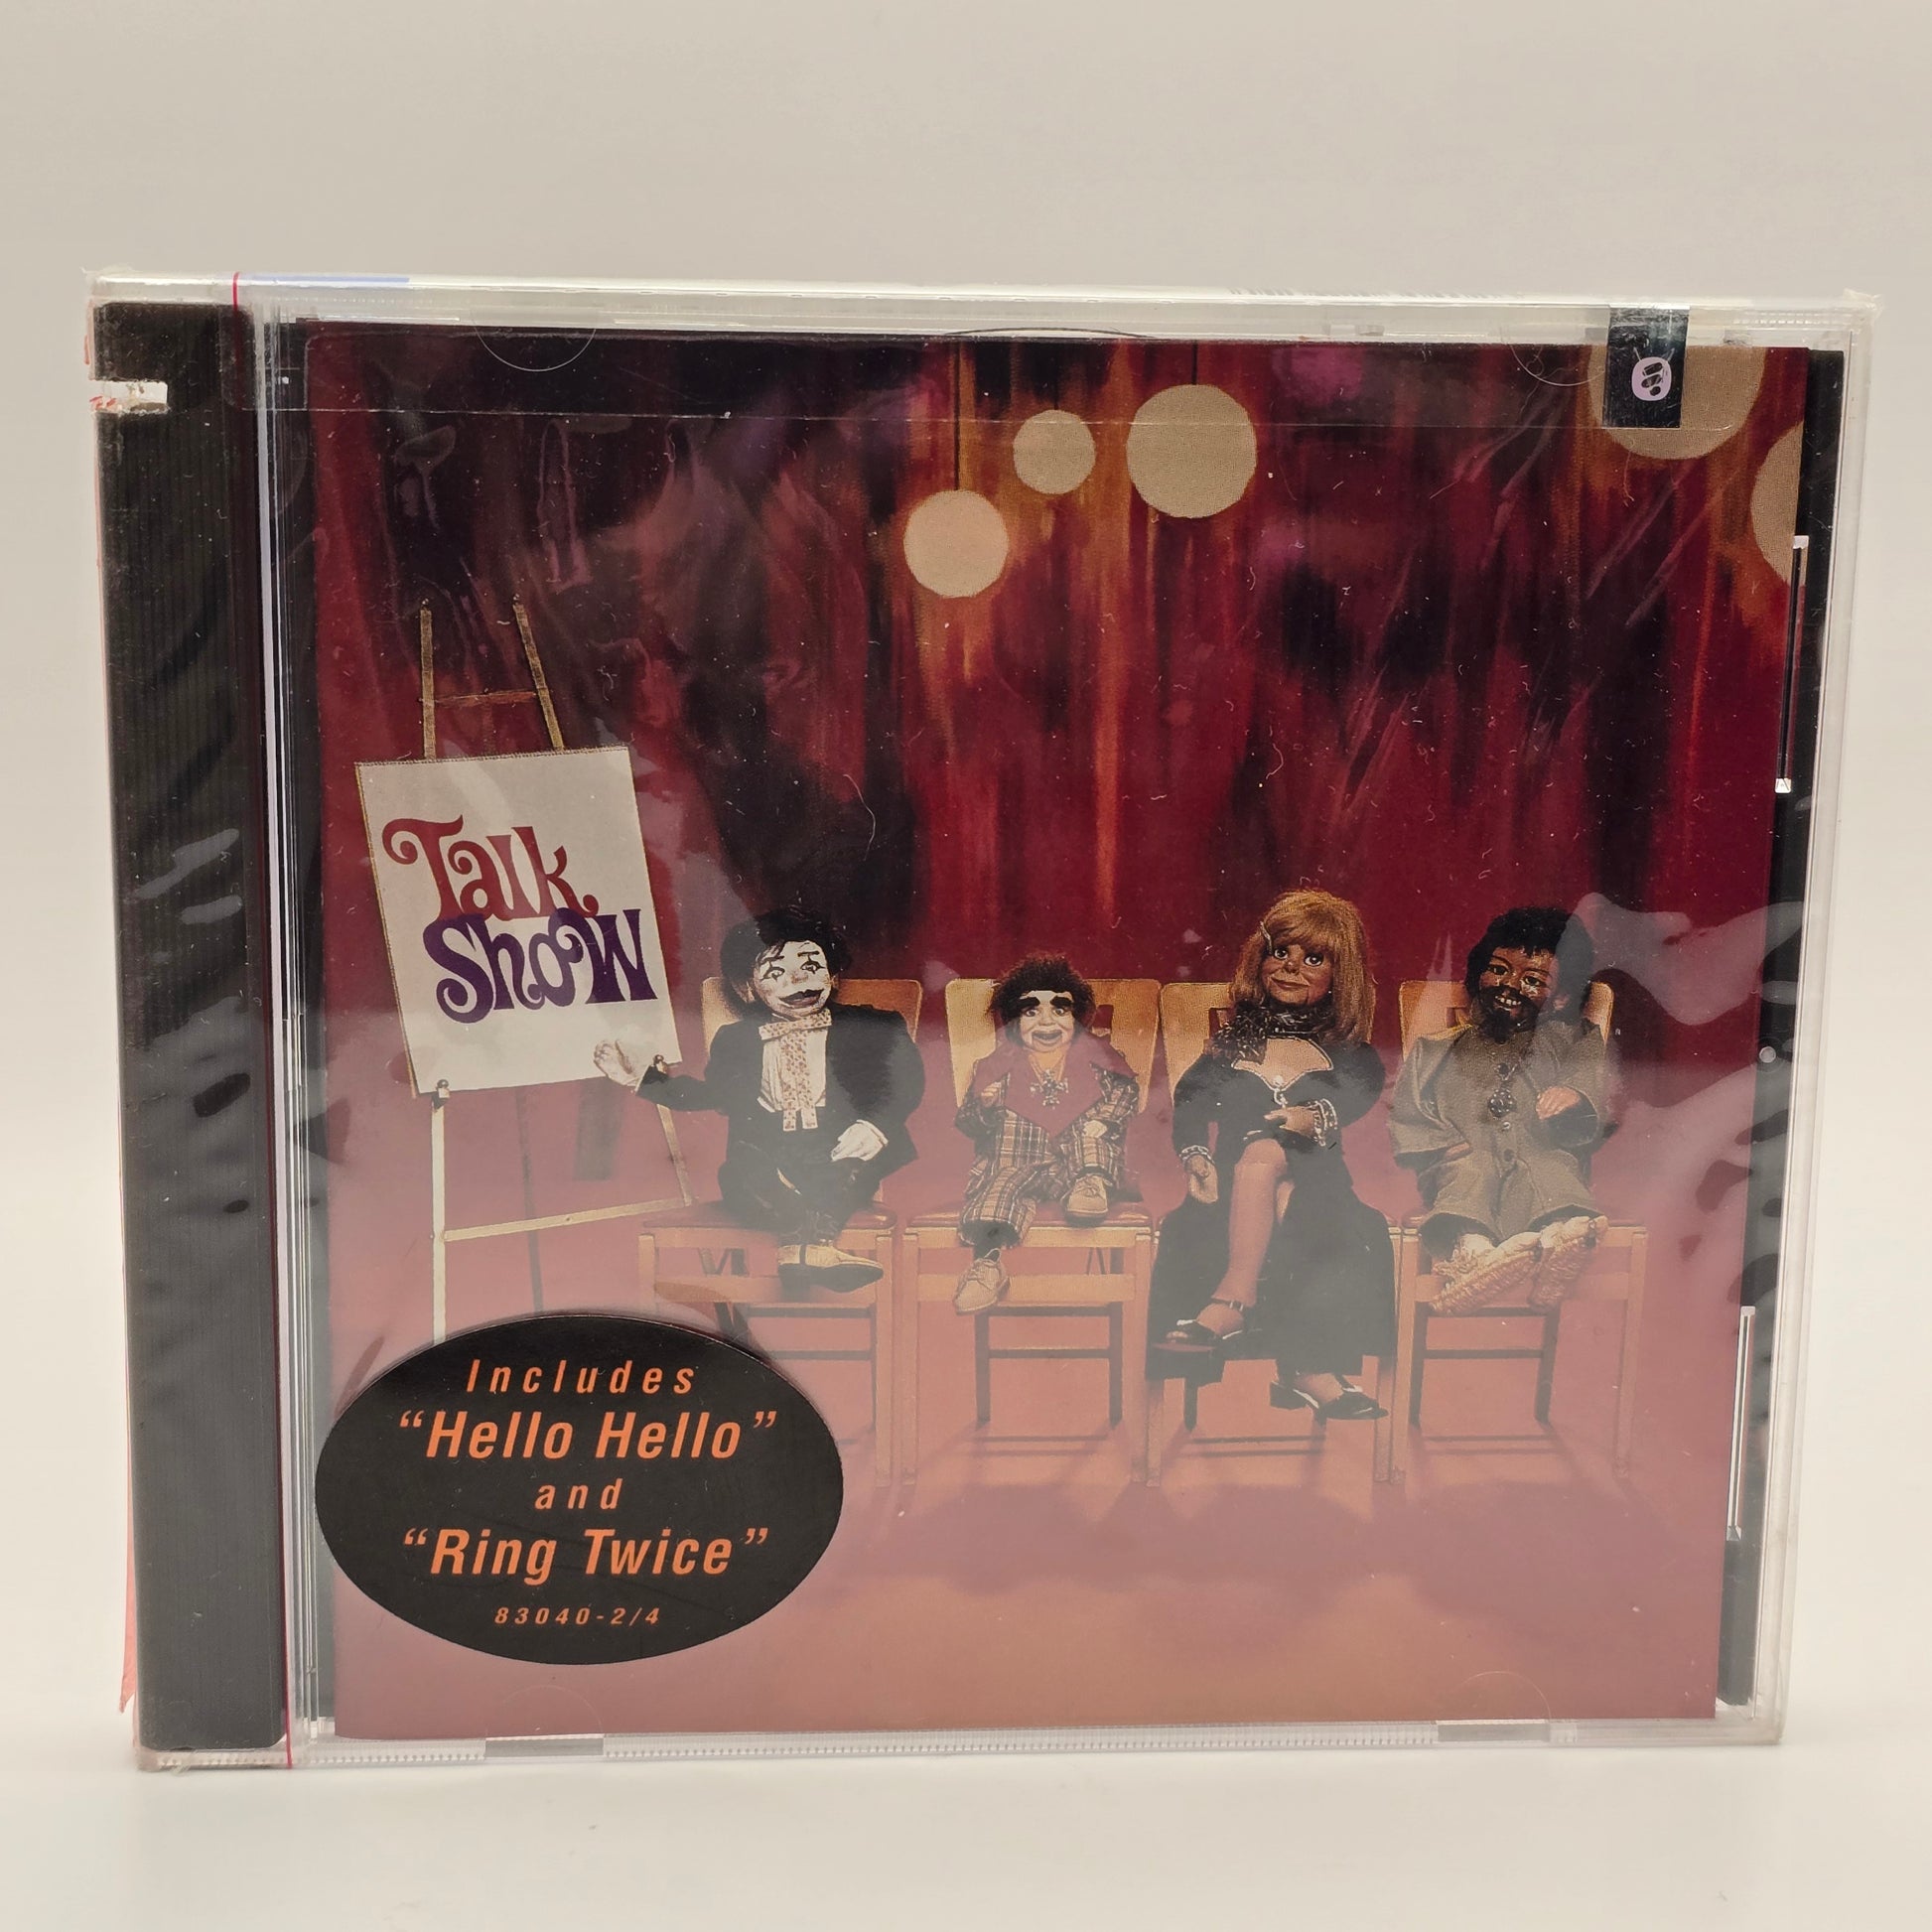 Talk
Show
Includes
“Hello Hello”
and
“Ring Twice”
83040-2/4